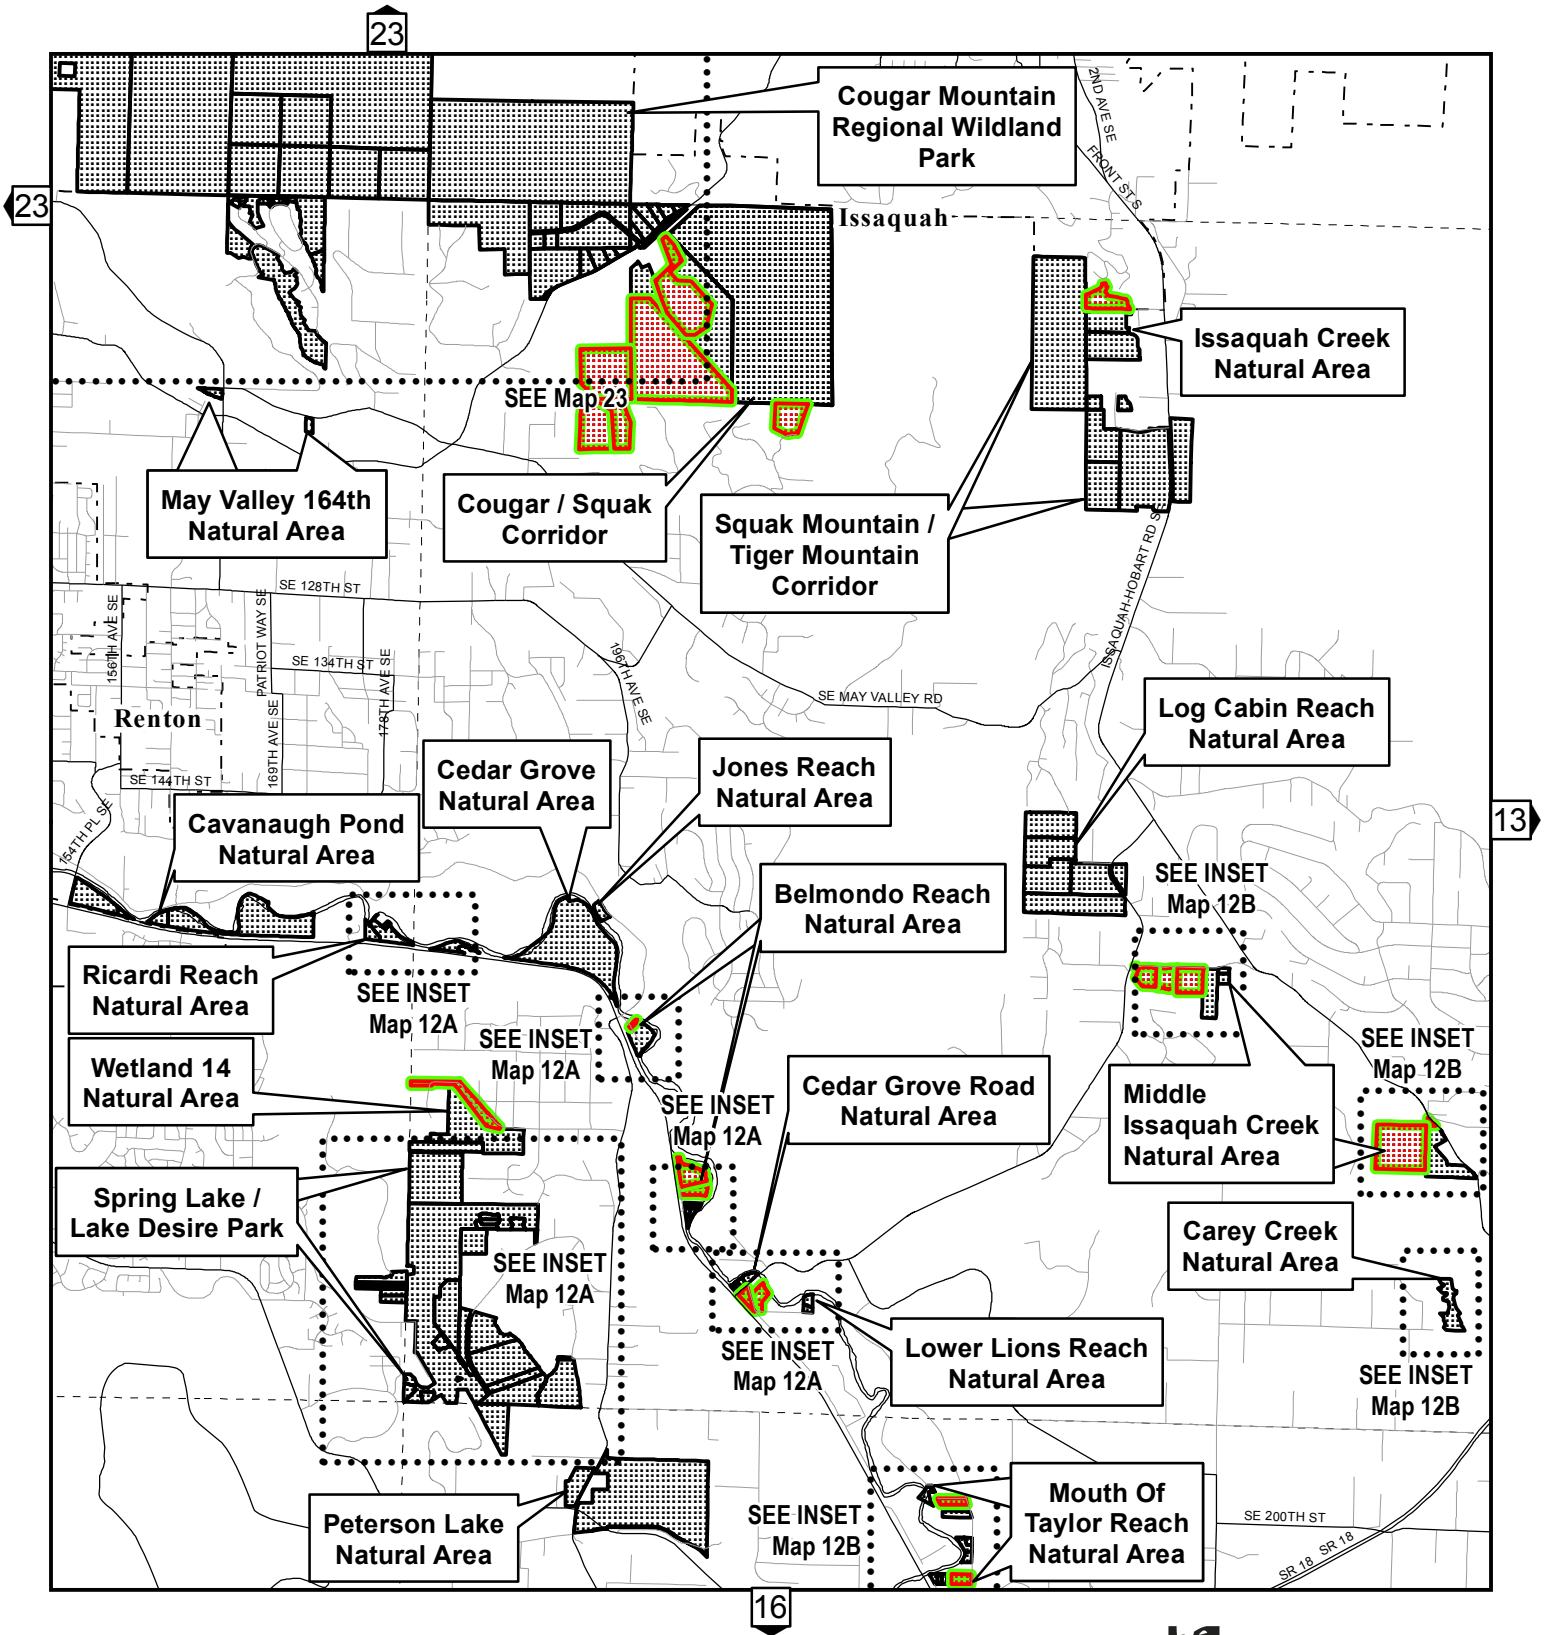 23
2ND AVE SE
Cougar Mountain
Regional Wildland
Park
FRONT ST S
23
Issaquah
Issaquah Creek
Natural Area
SEE Map 23
May Valley 164th
Natural Area
Cougar / Squak
Corridor
Squak Mountain /
Tiger Mountain
Corridor
ISSAQUAH-HOBART RD SE
SE 128TH ST
156TH AVE SE
PATRIOT WAY SE
SE 134TH ST
196TH AVE SE
178TH AVE SE
SE MAY VALLEY RD
Renton
169TH AVE SE
SE 144TH ST
154TH PL SE
Log Cabin Reach
Natural Area
Cedar Grove
Natural Area
Jones Reach
Natural Area
13
Cavanaugh Pond
Natural Area
Belmondo Reach
Natural Area
SEE INSET
Map 12B
Ricardi Reach
Natural Area
SEE INSET
Map 12A
SEE INSET
Map 12A
Wetland 14
Natural Area
SEE INSET
Map 12A
Cedar Grove Road
Natural Area
SEE INSET
Map 12B
Middle
Issaquah Creek
Natural Area
Spring Lake /
Lake Desire Park
SEE INSET
Map 12A
Carey Creek
Natural Area
SEE INSET
Map 12A
Lower Lions Reach
Natural Area
SEE INSET
Map 12B
Peterson Lake
Natural Area
SEE INSET
Map 12B
Mouth Of
Taylor Reach
Natural Area
SE 200TH ST
SR 18
SR 18
16